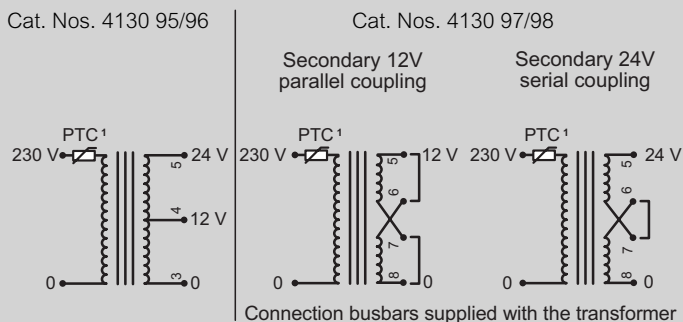 Cat. Nos. 4130 95/96
Cat. Nos. 4130 97/98
Secondary 12V
parallel coupling
Secondary 24V
serial coupling
PTC¹
230 V
5
24 V
4
12 V
3
0
0
PTC¹
230 V
5
12 V
6
7
8
0
0
PTC¹
230 V
5
24 V
6
7
8
0
0
Connection busbars supplied with the transformer